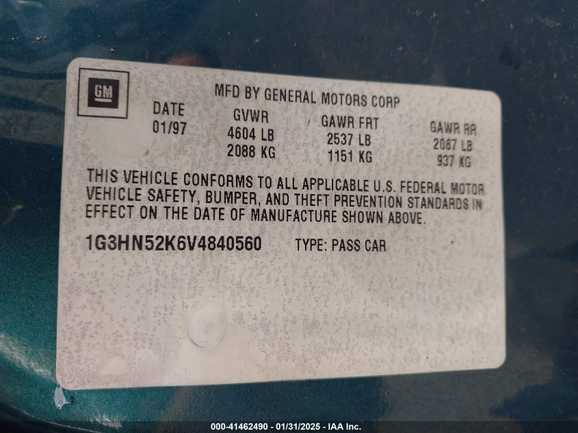 GM
MFD BY GENERAL MOTORS CORP
DATE GVWR GAWR FRT GAWR RR
01/97 4604 LB 2537 LB 2087 LB
2088 KG 1151 KG 937 KG
THIS VEHICLE CONFORMS TO ALL APPLICABLE U.S. FEDERAL MOTOR
VEHICLE SAFETY, BUMPER, AND THEFT PREVENTION STANDARDS IN
EFFECT ON THE DATE OF MANUFACTURE SHOWN ABOVE.
1G3HN52K6V4840560 TYPE: PASS CAR
000-41462490 - 01/31/2025 - IAA Inc.